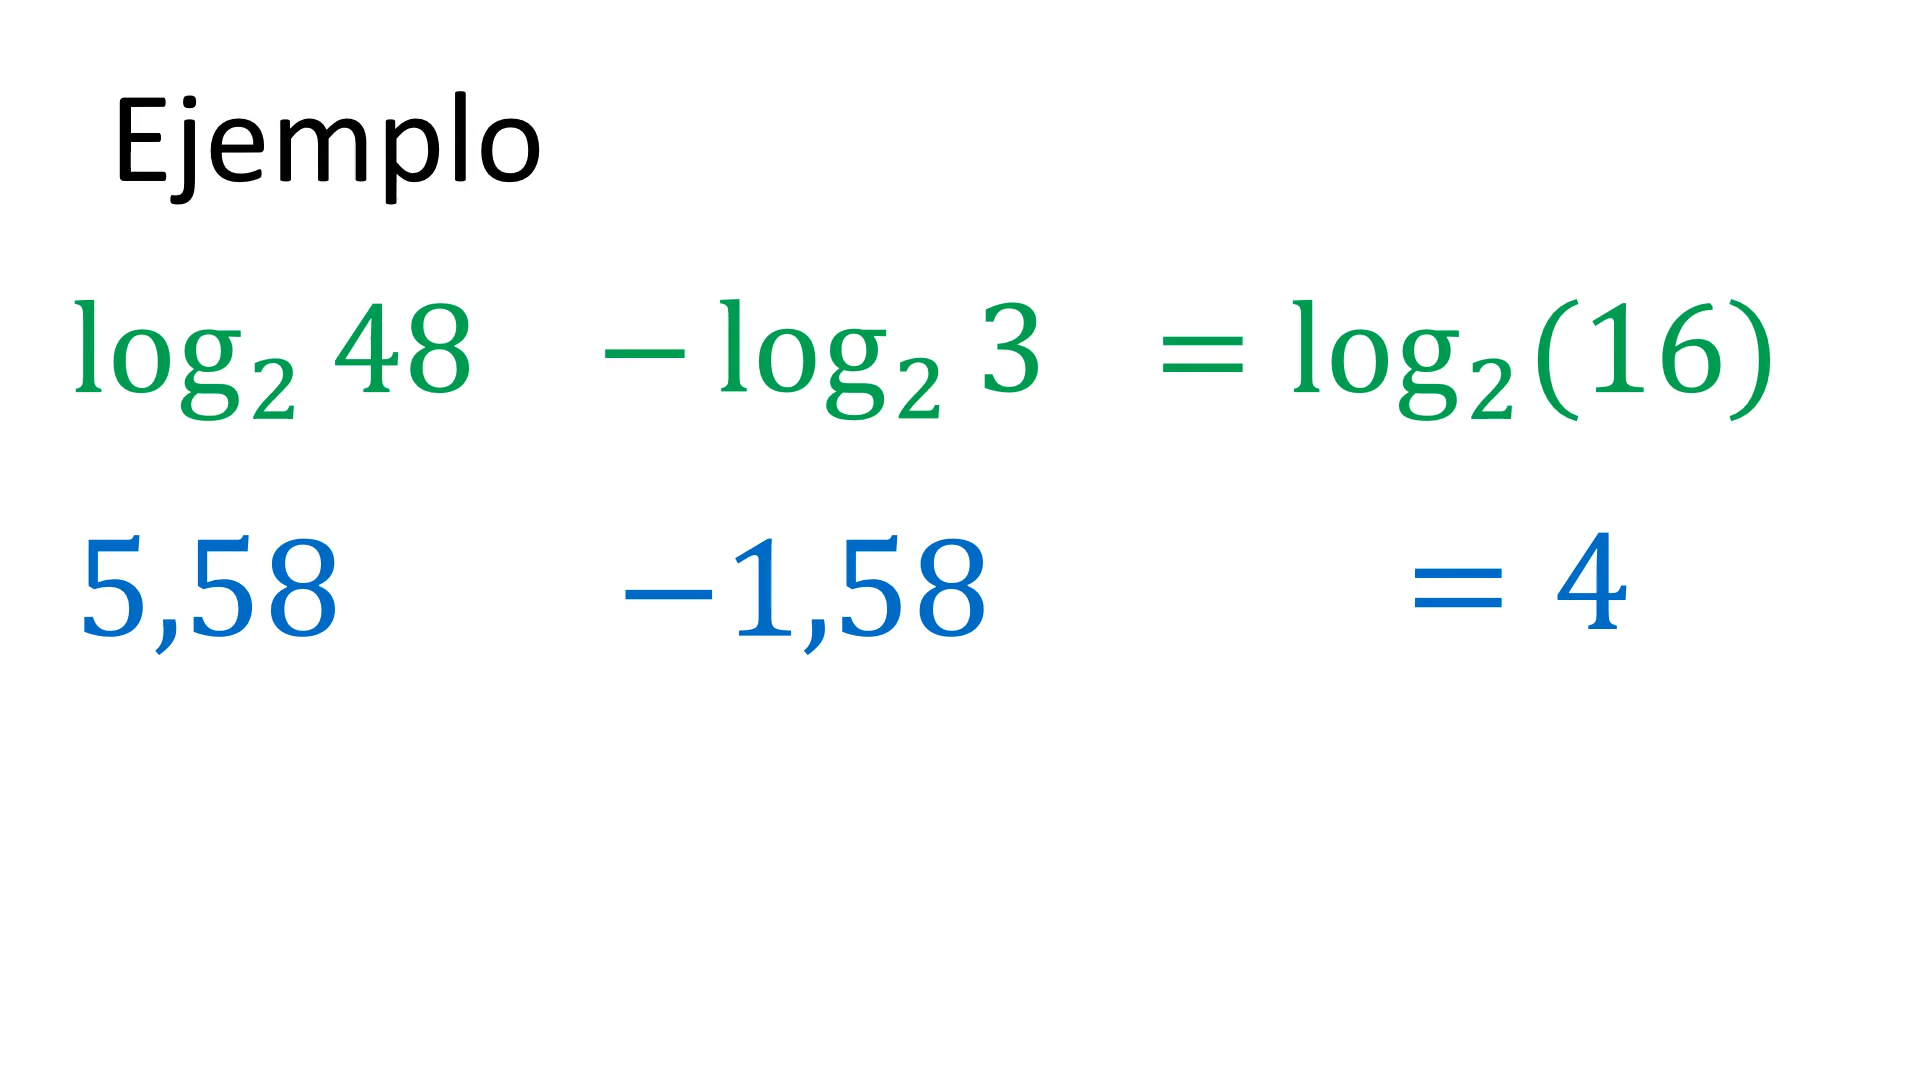 Ejemplo
log₂ 48 − log₂ 3 = log₂(16)
5,58 −1,58 = 4